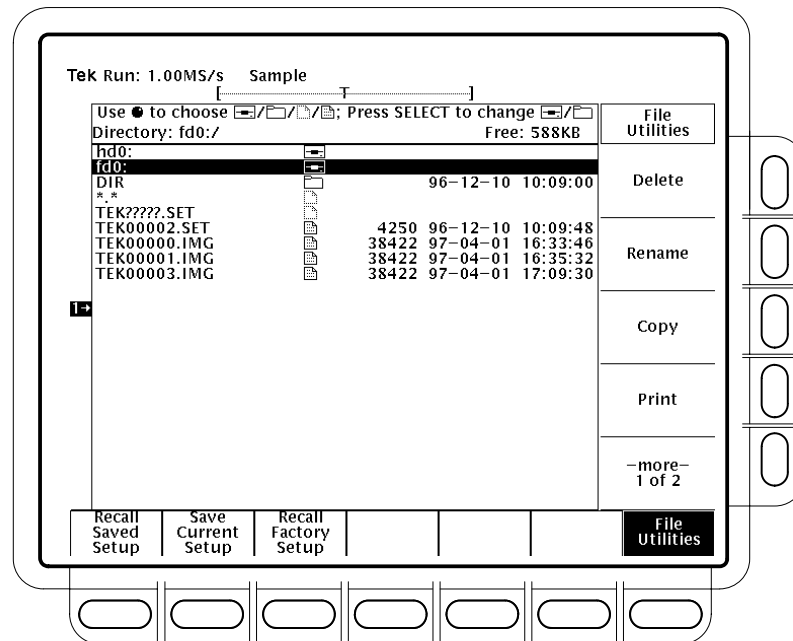 Tek Run: 1.00MS/s Sample
T
Use to choose / / / ; Press SELECT to change /
Directory: fd0:/ Free: 588KB
hd0:
fd0:
DIR 96–12–10 10:09:00
*.*
TEK?????.SET
TEK00002.SET 4250 96–12–10 10:09:48
TEK00000.IMG 38422 97–04–01 16:33:46
TEK00001.IMG 38422 97–04–01 16:35:32
TEK00003.IMG 38422 97–04–01 17:09:30
1→
File
Utilities
Delete
Rename
Copy
Print
–more–
1 of 2
Recall
Saved
Setup
Save
Current
Setup
Recall
Factory
Setup
File
Utilities